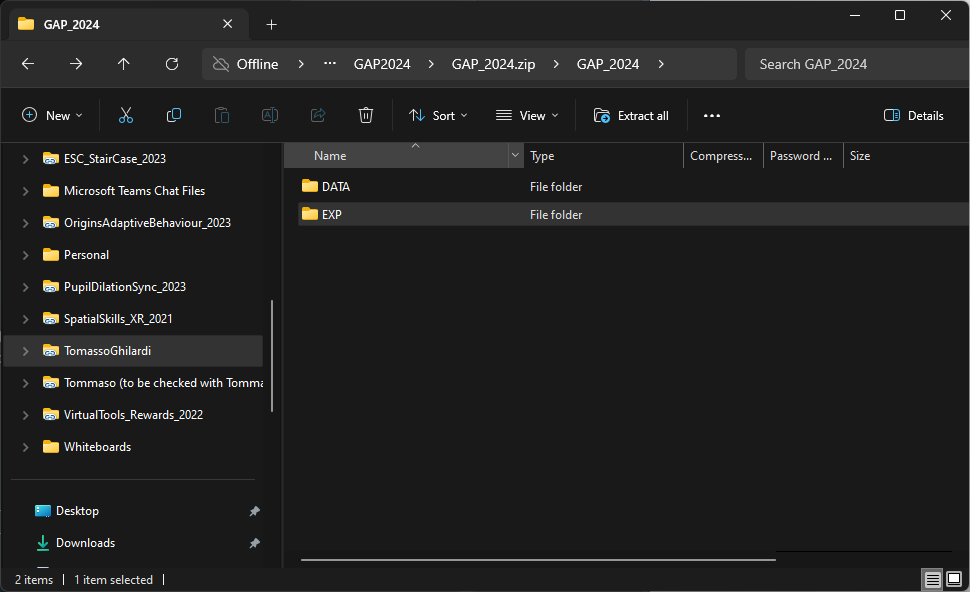 GAP_2024
Offline > ··· GAP2024 > GAP_2024.zip > GAP_2024 >
Search GAP_2024
New
Sort
View
Extract all
Details
ESC_StairCase_2023
Microsoft Teams Chat Files
OriginsAdaptiveBehaviour_2023
Personal
PupilDilationSync_2023
SpatialSkills_XR_2021
TomassoGhilardi
Tommaso (to be checked with Tomma
VirtualTools_Rewards_2022
Whiteboards
Desktop
Downloads
Name Type Compress... Password ... Size
DATA File folder
EXP File folder
2 items | 1 item selected |